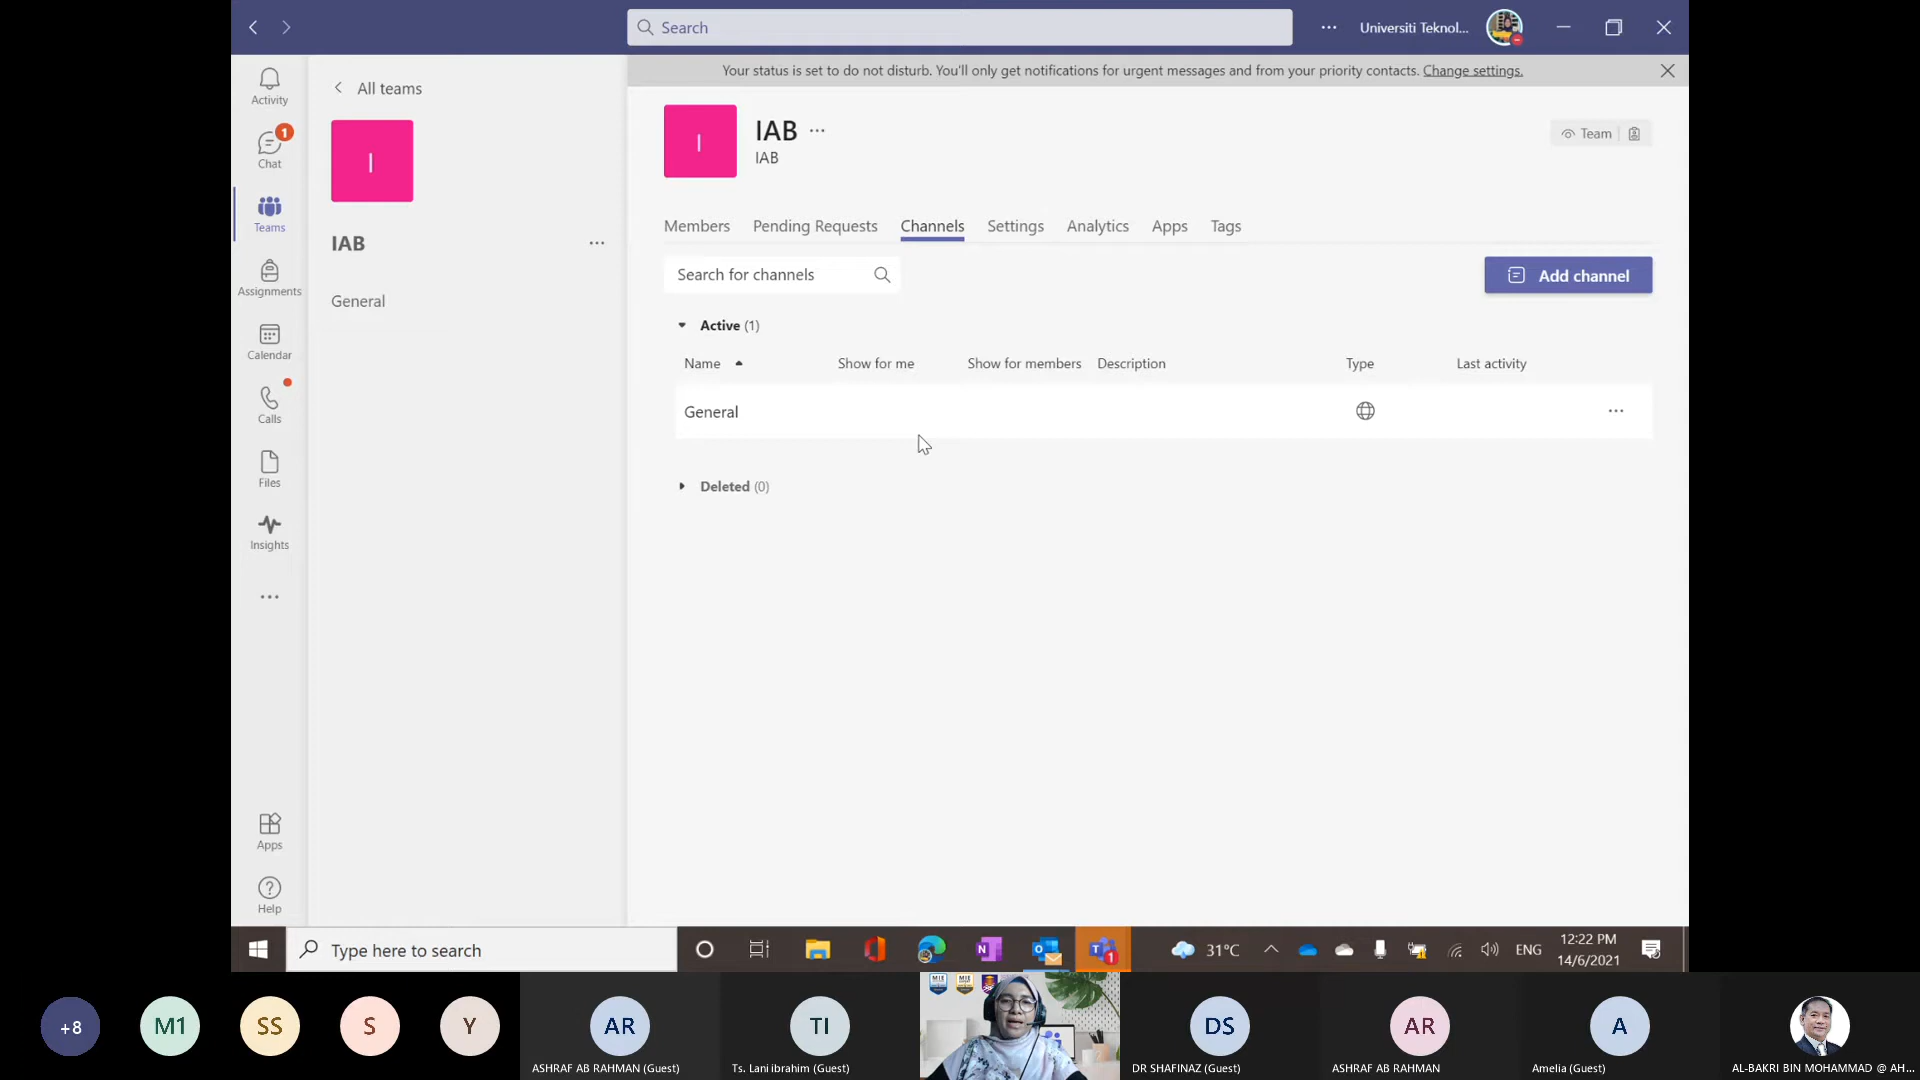 Search
Universiti Teknol...
Your status is set to do not disturb. You'll only get notifications for urgent messages and from your priority contacts. Change settings.
Activity
Chat
1
Teams
Assignments
Calendar
Calls
Files
Insights
Apps
Help
All teams
I
IAB
General
I
IAB
IAB
Team
Members
Pending Requests
Channels
Settings
Analytics
Apps
Tags
Search for channels
Add channel
Active (1)
Name
Show for me
Show for members
Description
Type
Last activity
General
Deleted (0)
Type here to search
1
31°C
ENG
12:22 PM
14/6/2021
+8
M1
SS
S
Y
AR
ASHRAF AB RAHMAN (Guest)
TI
Ts. Lani ibrahim (Guest)
MIE
MIE
DS
DR SHAFINAZ (Guest)
AR
ASHRAF AB RAHMAN
A
Amelia (Guest)
AL-BAKRI BIN MOHAMMAD @ AH...